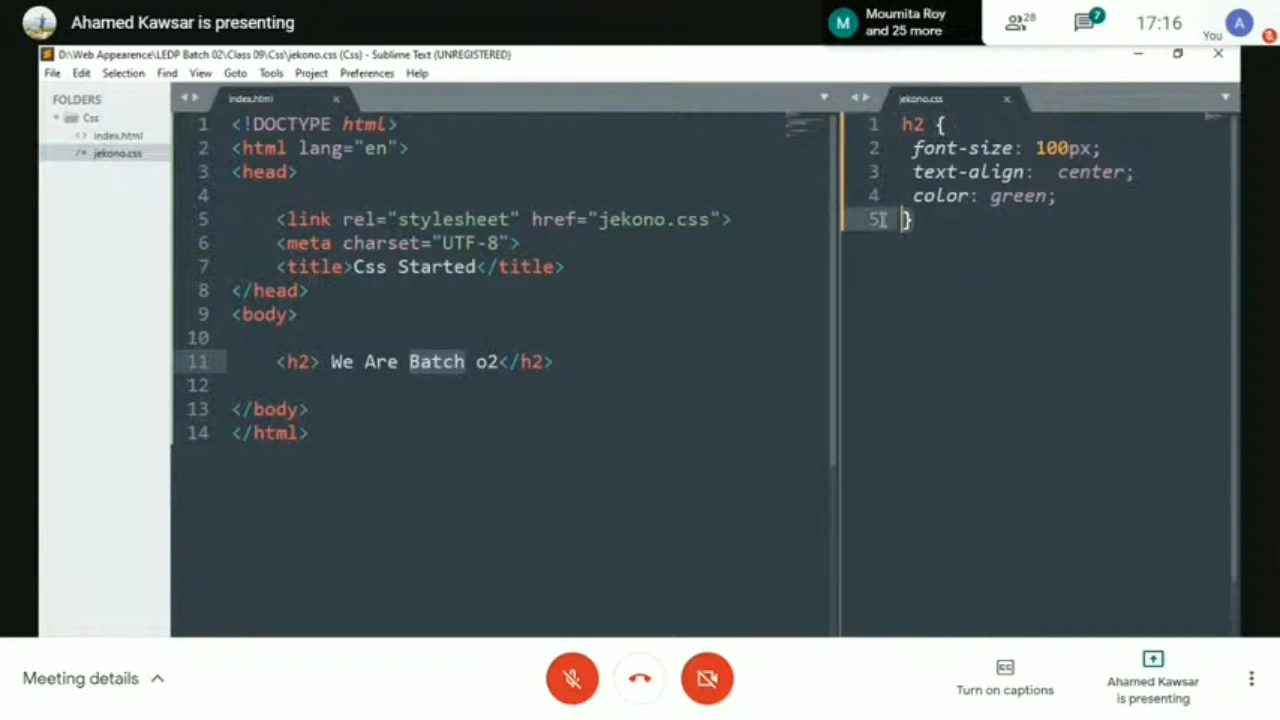 Ahamed Kawsar is presenting
M
Moumita Roy
and 25 more
28
7
17:16
You
A
D:\Web Appearence\LEDP Batch 02\Class 09\Css\jekono.css (Css) - Sublime Text (UNREGISTERED)
File Edit Selection Find View Goto Tools Project Preferences Help
FOLDERS
Css
<> index.html
/* jekono.css
index.html
1 <!DOCTYPE html>
2 <html lang="en">
3 <head>
4
5 <link rel="stylesheet" href="jekono.css">
6 <meta charset="UTF-8">
7 <title>Css Started</title>
8 </head>
9 <body>
10
11 <h2> We Are Batch o2</h2>
12
13 </body>
14 </html>
jekono.css
1 h2 {
2 font-size: 100px;
3 text-align:  center;
4 color: green;
5 }
Meeting details
CC
Turn on captions
Ahamed Kawsar
is presenting